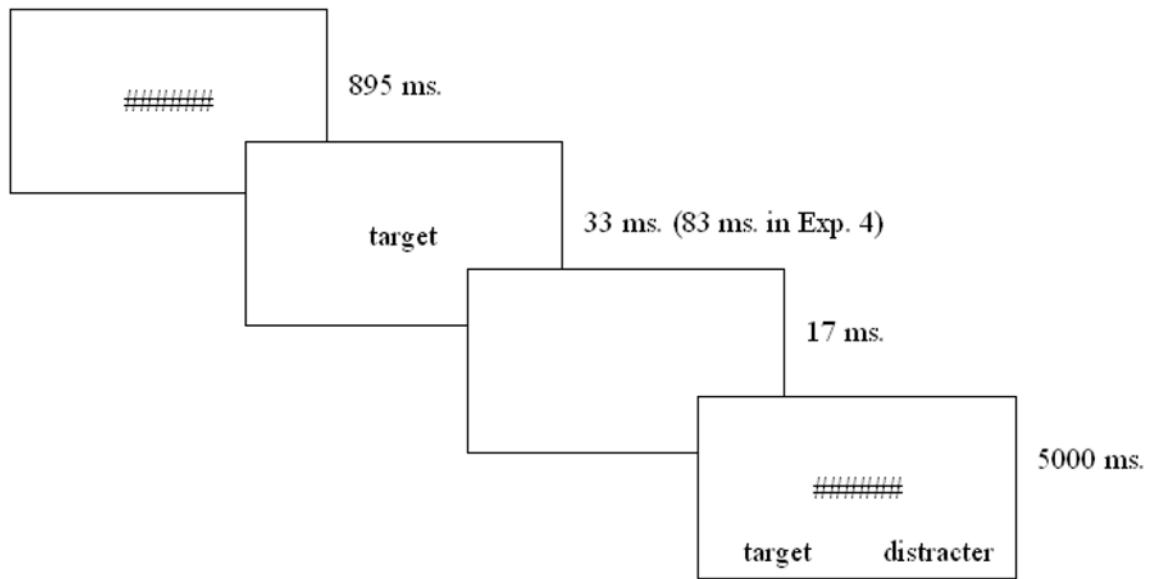 ###########
895 ms.
target
33 ms. (83 ms. in Exp. 4)
17 ms.
###########
5000 ms.
target distracter